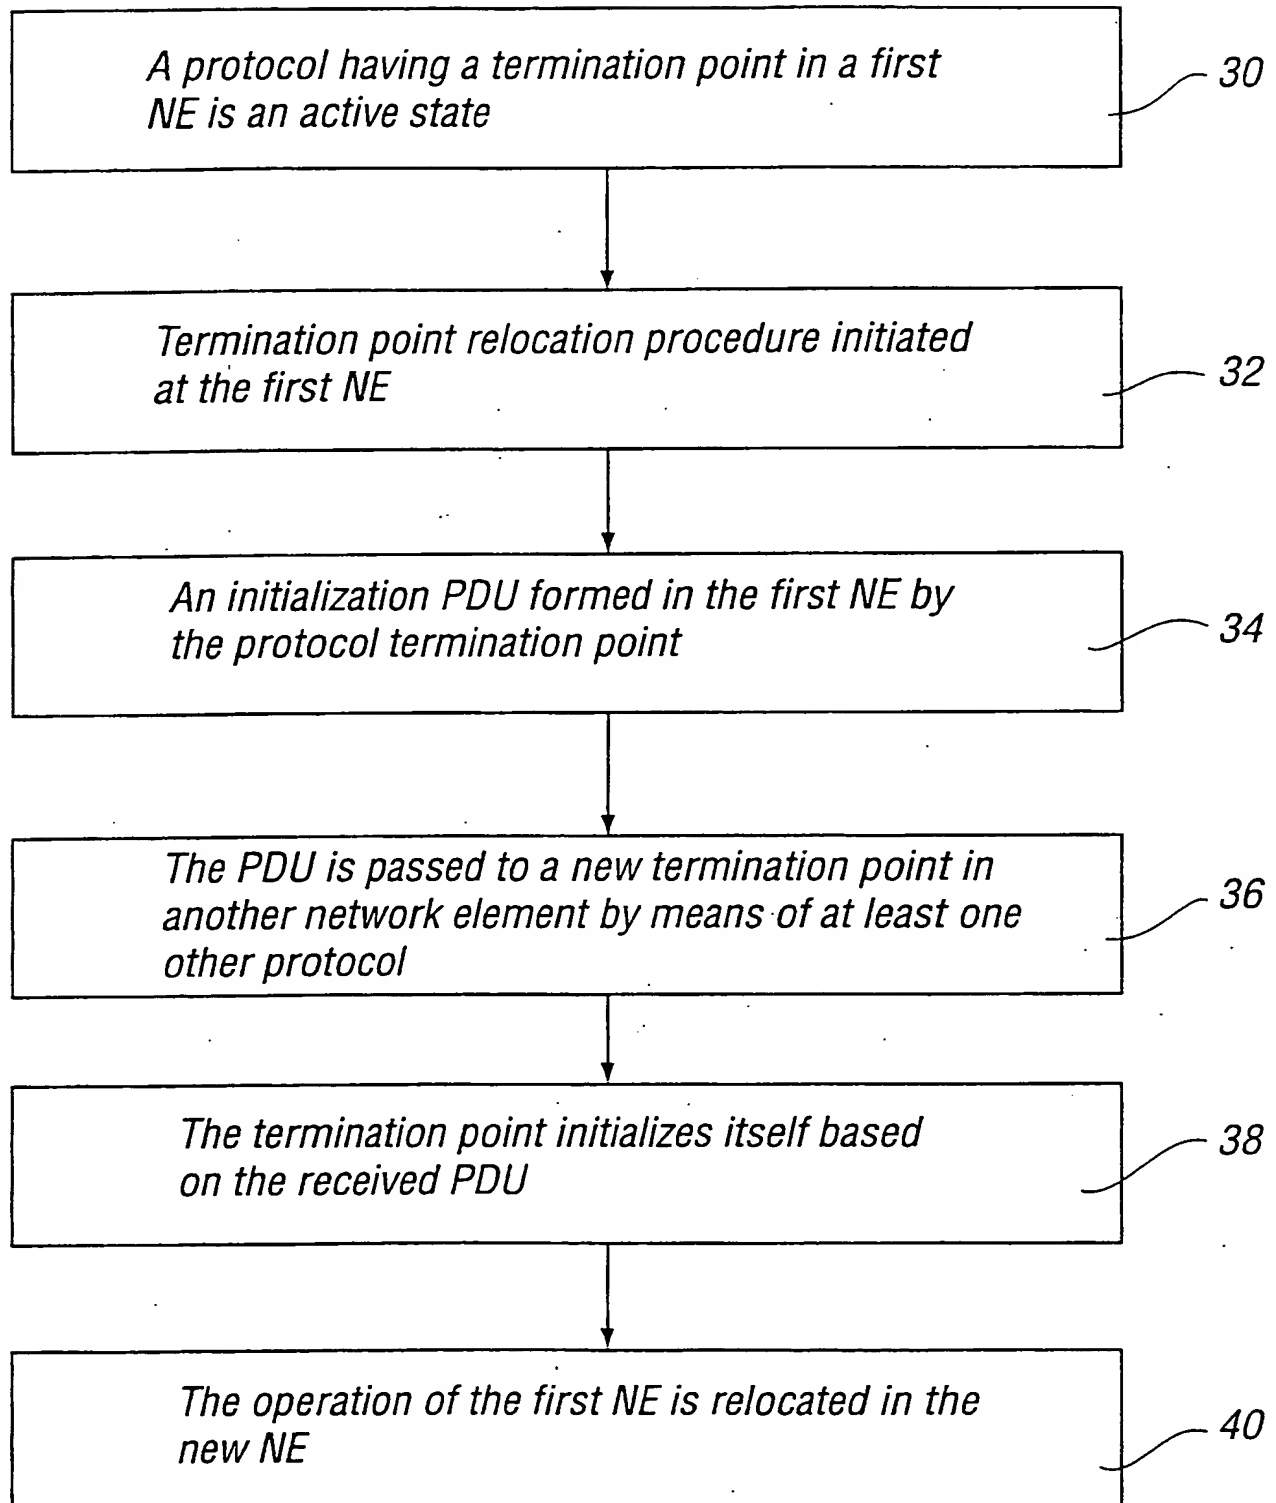 A protocol having a termination point in a first
NE is an active state
30
Termination point relocation procedure initiated
at the first NE
32
An initialization PDU formed in the first NE by
the protocol termination point
34
The PDU is passed to a new termination point in
another network element by means of at least one
other protocol
36
The termination point initializes itself based
on the received PDU
38
The operation of the first NE is relocated in the
new NE
40